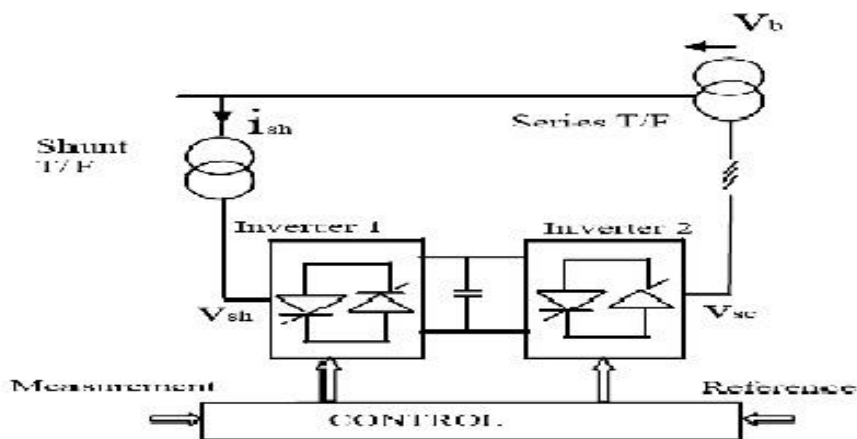 Vb
ish
Shunt
T/F
Series T/F
Inverter 1
Inverter 2
Vsh
Vse
Measurement
Reference
CONTROL